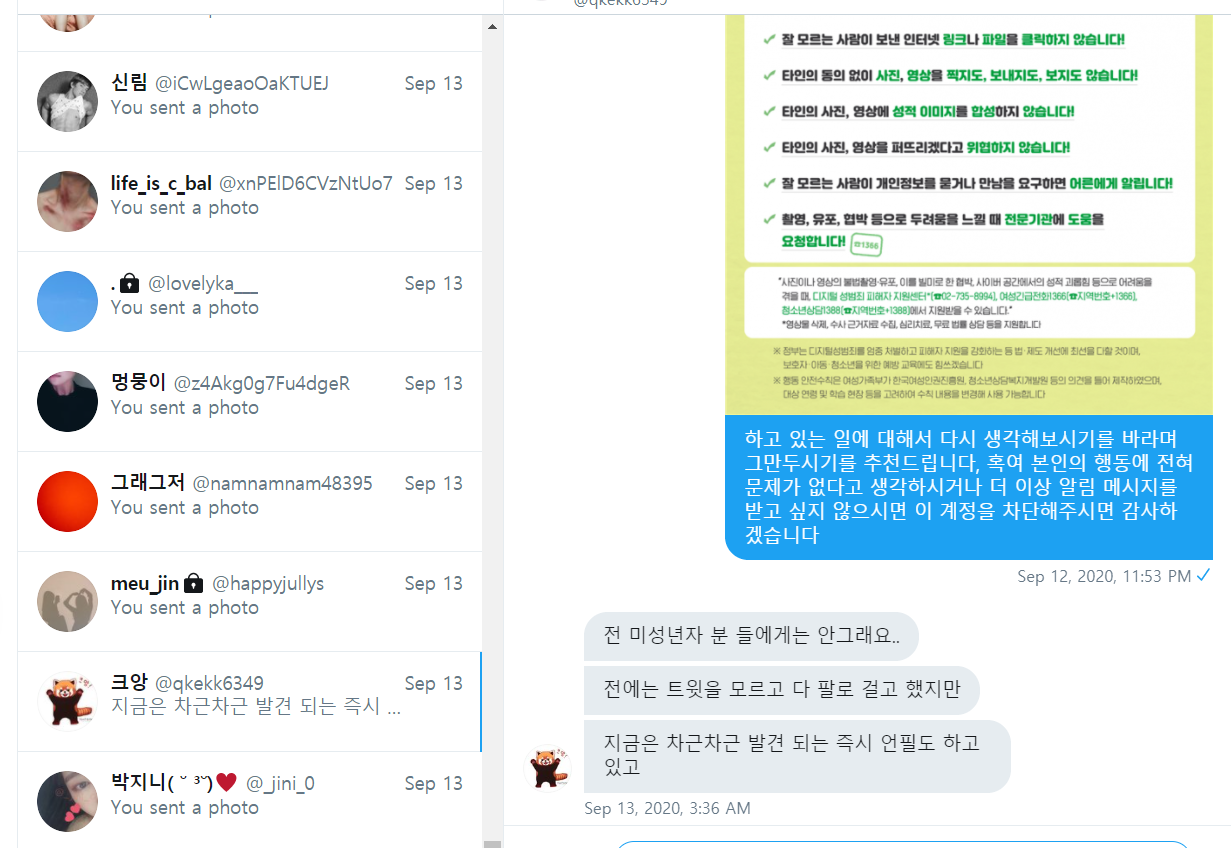 신림 @iCwLgeaoOaKTUEJ Sep 13
You sent a photo
life_is_c_bal @xnPElD6CVzNtUo7 Sep 13
You sent a photo
. @lovelyka___ Sep 13
You sent a photo
멍뭉이 @z4Akg0g7Fu4dgeR Sep 13
You sent a photo
그래그저 @namnamnam48395 Sep 13
You sent a photo
meu_jin @happyjullys Sep 13
You sent a photo
크앙 @qkekk6349 Sep 13
지금은 차근차근 발견 되는 즉시 ...
박지니( ˘ ³˘)♥ @_jini_0 Sep 13
You sent a photo
@qkekk6349
✓ 잘 모르는 사람이 보낸 인터넷 링크나 파일을 클릭하지 않습니다!
✓ 타인의 동의 없이 사진, 영상을 찍지도, 보내지도, 보지도 않습니다!
✓ 타인의 사진, 영상에 성적 이미지를 합성하지 않습니다!
✓ 타인의 사진, 영상을 퍼뜨리겠다고 위협하지 않습니다!
✓ 잘 모르는 사람이 개인정보를 묻거나 만남을 요구하면 어른에게 알립니다!
✓ 촬영, 유포, 협박 등으로 두려움을 느낄 때 전문기관에 도움을
요청합니다! ☎1366
"사진이나 영상의 불법촬영·유포, 이를 빌미로 한 협박, 사이버 공간에서의 성적 괴롭힘 등으로 어려움을
겪을 때, 디지털 성범죄 피해자 지원센터*(☎02-735-8994), 여성긴급전화1366(☎지역번호+1366),
청소년상담1388(☎지역번호+1388)에서 지원받을 수 있습니다."
*영상물 삭제, 수사 근거자료 수집, 심리치료, 무료 법률 상담 등을 지원합니다
※ 정부는 디지털성범죄를 엄중 처벌하고 피해자 지원을 강화하는 등 법·제도 개선에 최선을 다할 것이며,
보호자·아동·청소년을 위한 예방 교육에도 힘쓰겠습니다
※ 행동 안전수칙은 여성가족부가 한국여성인권진흥원, 청소년상담복지개발원 등의 의견을 들어 제작하였으며,
대상 연령 및 학습 현장 등을 고려하여 수칙 내용을 변경해 사용 가능합니다
하고 있는 일에 대해서 다시 생각해보시기를 바라며
그만두시기를 추천드립니다, 혹여 본인의 행동에 전혀
문제가 없다고 생각하시거나 더 이상 알림 메시지를
받고 싶지 않으시면 이 계정을 차단해주시면 감사하
겠습니다
Sep 12, 2020, 11:53 PM ✓
전 미성년자 분 들에게는 안그래요..
전에는 트윗을 모르고 다 팔로 걸고 했지만
지금은 차근차근 발견 되는 즉시 언필도 하고
있고
Sep 13, 2020, 3:36 AM